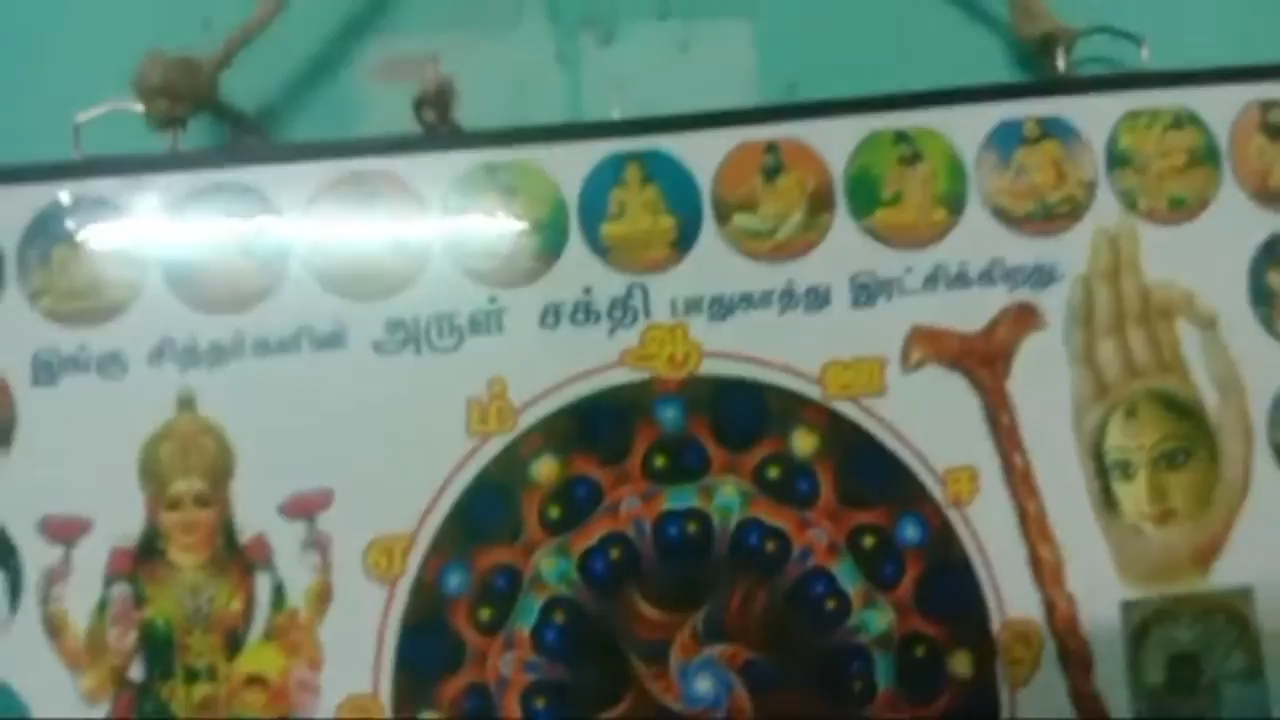 இங்கு சித்தர்களின் அருள் சக்தி பாதுகாத்து இரட்சிக்கிறது
ஆ
ம்
ஊ
ஈ
எ